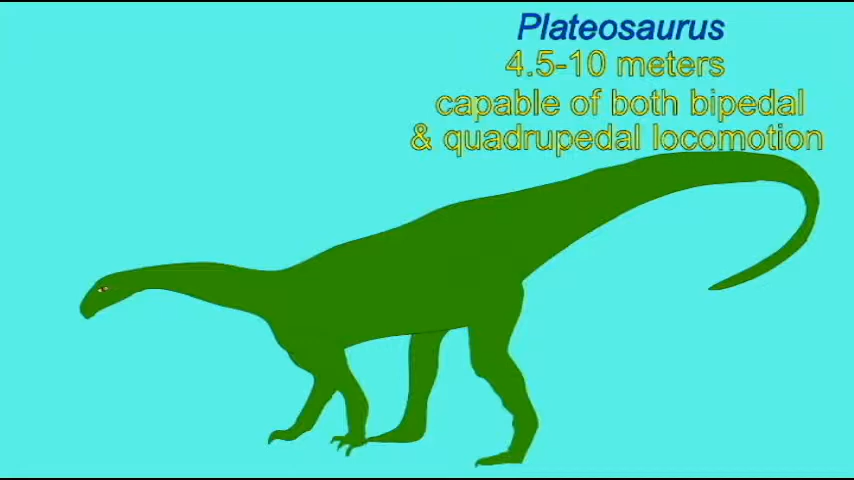 Plateosaurus
4.5-10 meters
capable of both bipedal
& quadrupedal locomotion